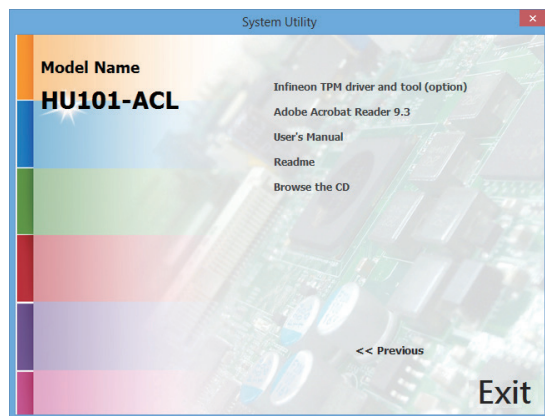 System Utility
Model Name
HU101-ACL
Infineon TPM driver and tool (option)
Adobe Acrobat Reader 9.3
User's Manual
Readme
Browse the CD
<< Previous
Exit